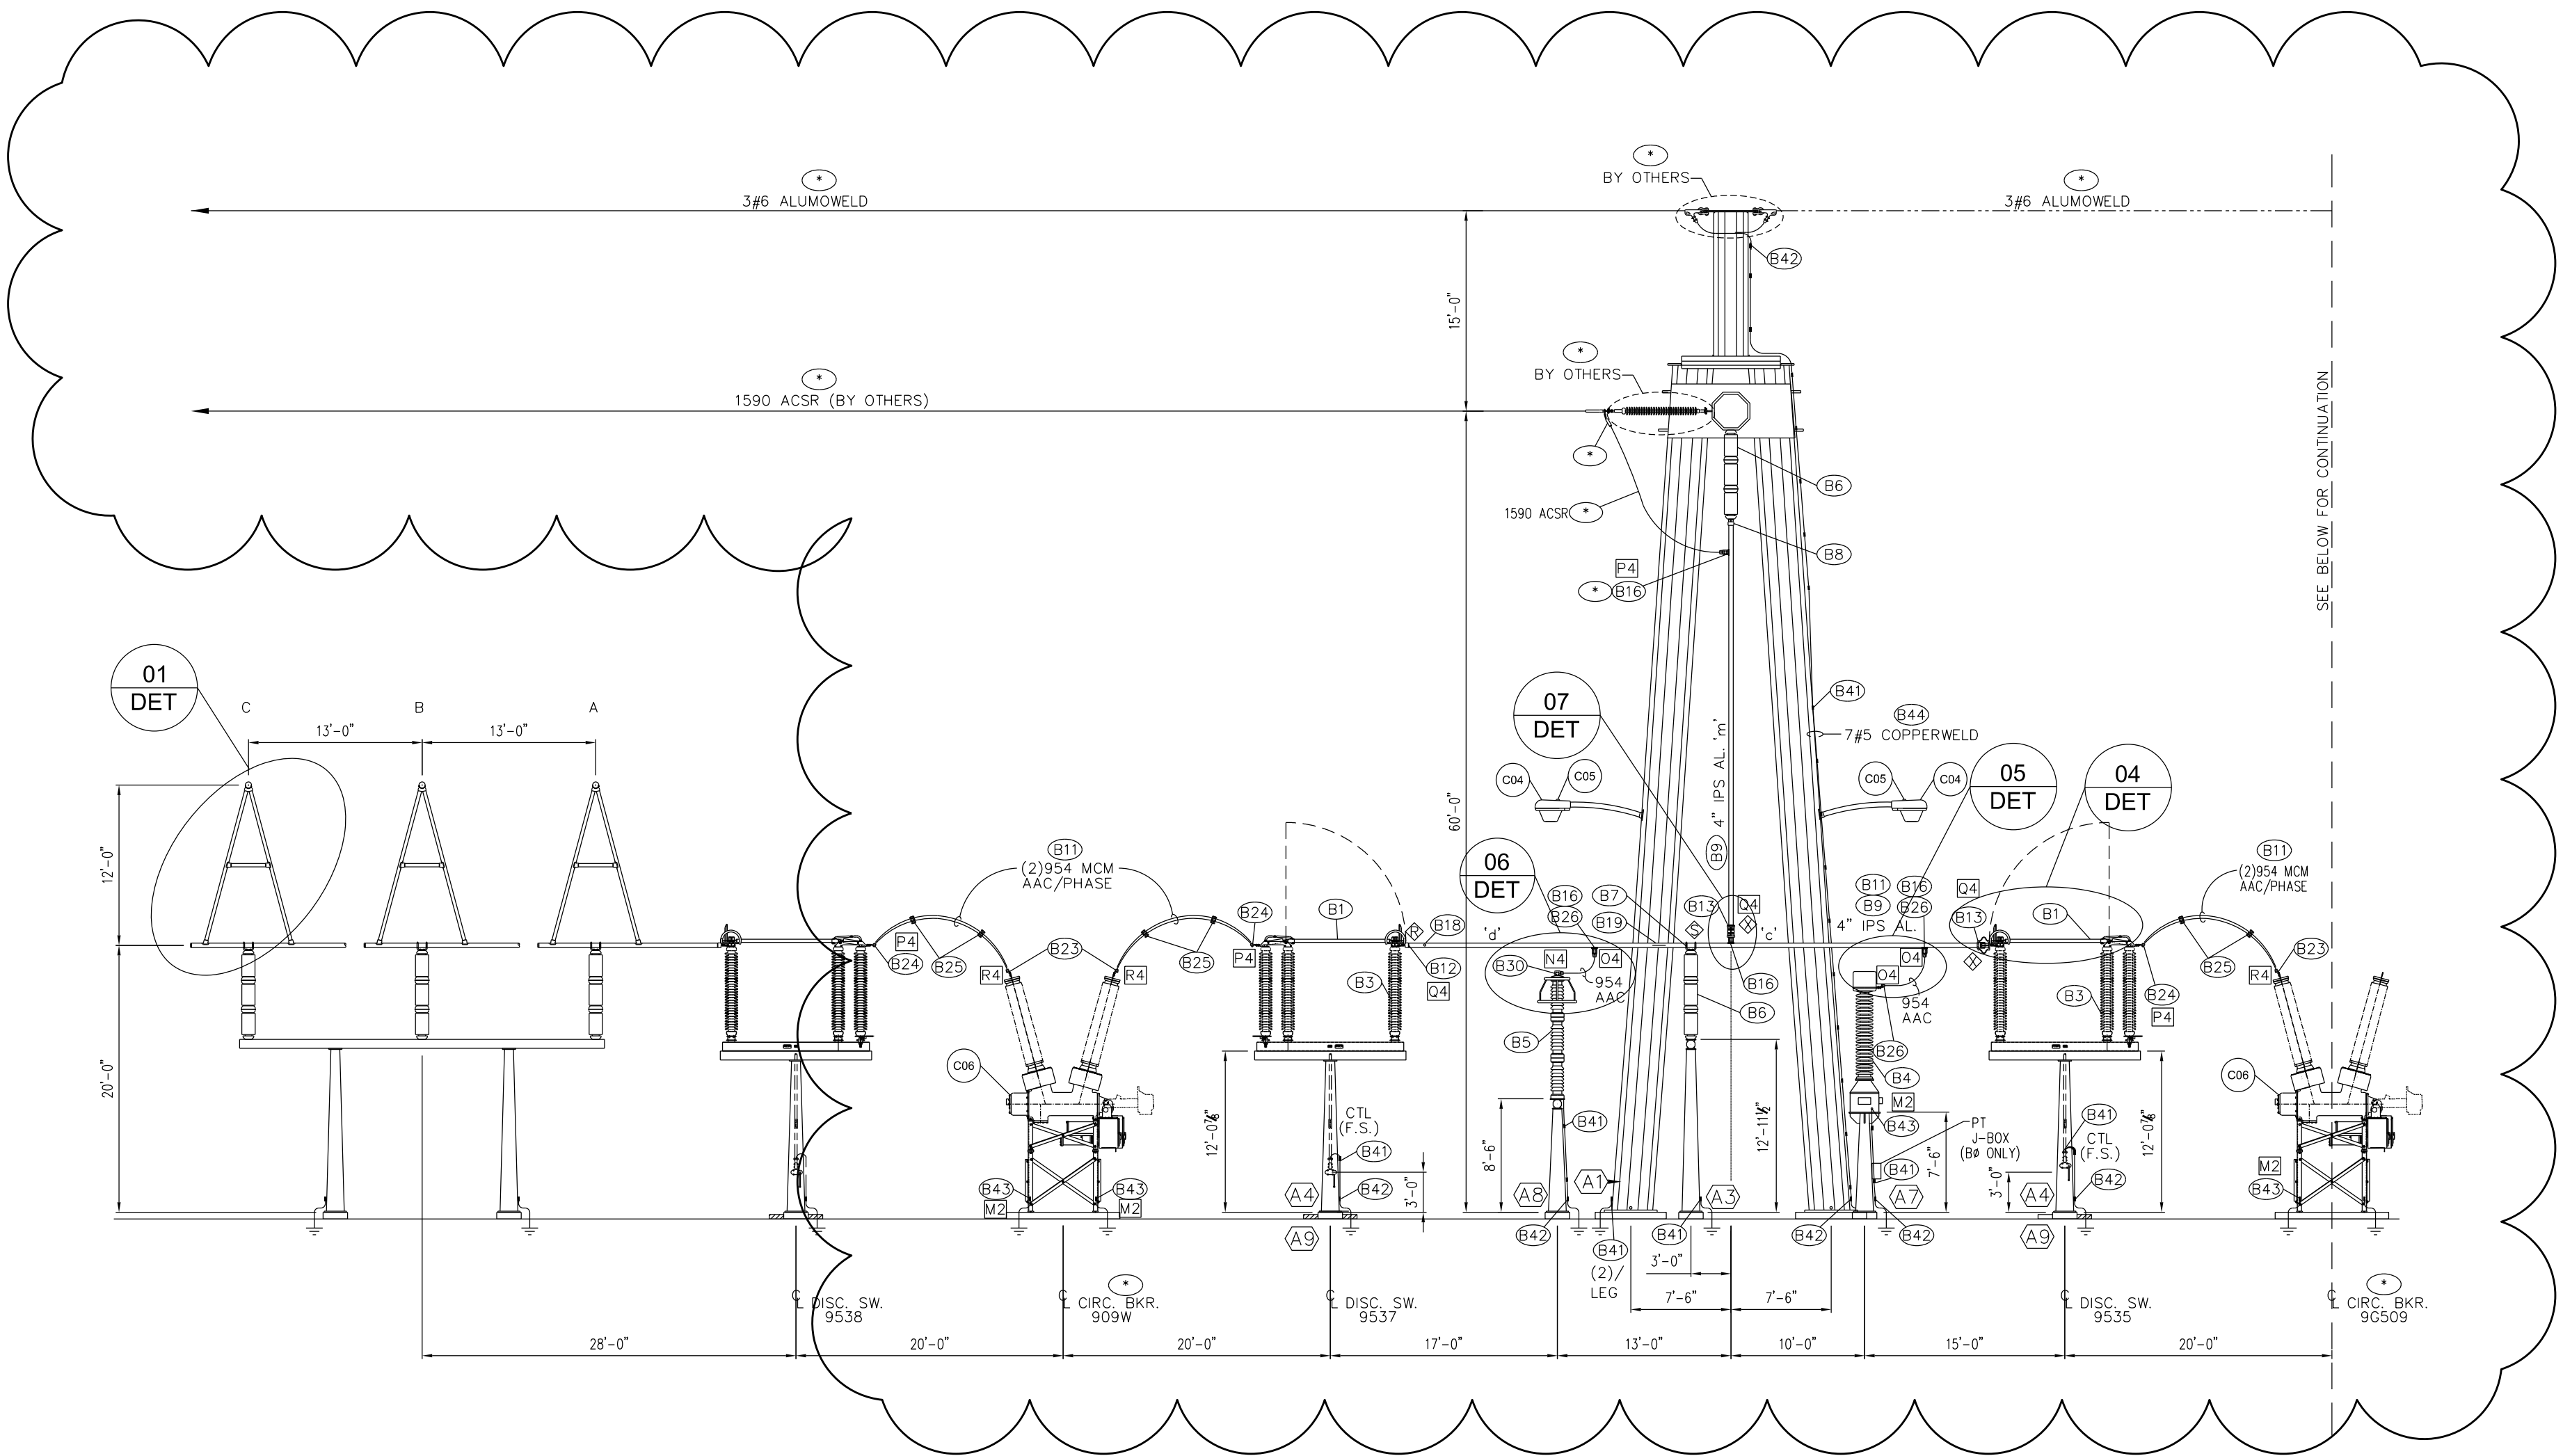 *
BY OTHERS
*
3#6 ALUMOWELD
*
3#6 ALUMOWELD
B42
15'-0"
*
BY OTHERS
*
1590 ACSR (BY OTHERS)
SEE BELOW FOR CONTINUATION
*
B6
1590 ACSR *
B8
P4
* B16
01
DET
C
B
A
13'-0"
13'-0"
07
DET
B41
B44
7#5 COPPERWELD
B9 4" IPS AL. 'm'
05
DET
04
DET
C04
C05
C05
C04
60'-0"
12'-0"
B11
(2)954 MCM
AAC/PHASE
06
DET
B11
(2)954 MCM
AAC/PHASE
B24
B1
R
B18
'd'
B16
B26
B19
B7
B13
S
Q4
R
'c'
B11
B9
B16
B26
4" IPS AL.
Q4
B13
R
B1
P4
B24
B25
R4
B23
R4
B25
P4
B3
B12
Q4
B30
N4
O4
954
AAC
B16
O4
O4
954
AAC
B3
B24
P4
B25
R4
B23
B5
B6
B26
B4
20'-0"
C06
C06
12'-0⅞"
CTL
(F.S.)
B41
B42
3'-0"
8'-6"
B41
12'-11½"
M2
B43
PT
J-BOX
(BØ ONLY)
B41
7'-6"
B41
CTL
(F.S.)
B42
3'-0"
12'-0⅞"
B43
M2
B43
M2
A4
A9
A8
B42
A1
B41
(2)/
LEG
B41
A3
B42
A7
B42
A4
A9
M2
B43
3'-0"
7'-6"
7'-6"
℄ DISC. SW.
9538
*
℄ CIRC. BKR.
909W
℄ DISC. SW.
9537
℄ DISC. SW.
9535
*
℄ CIRC. BKR.
9G509
28'-0"
20'-0"
20'-0"
17'-0"
13'-0"
10'-0"
15'-0"
20'-0"